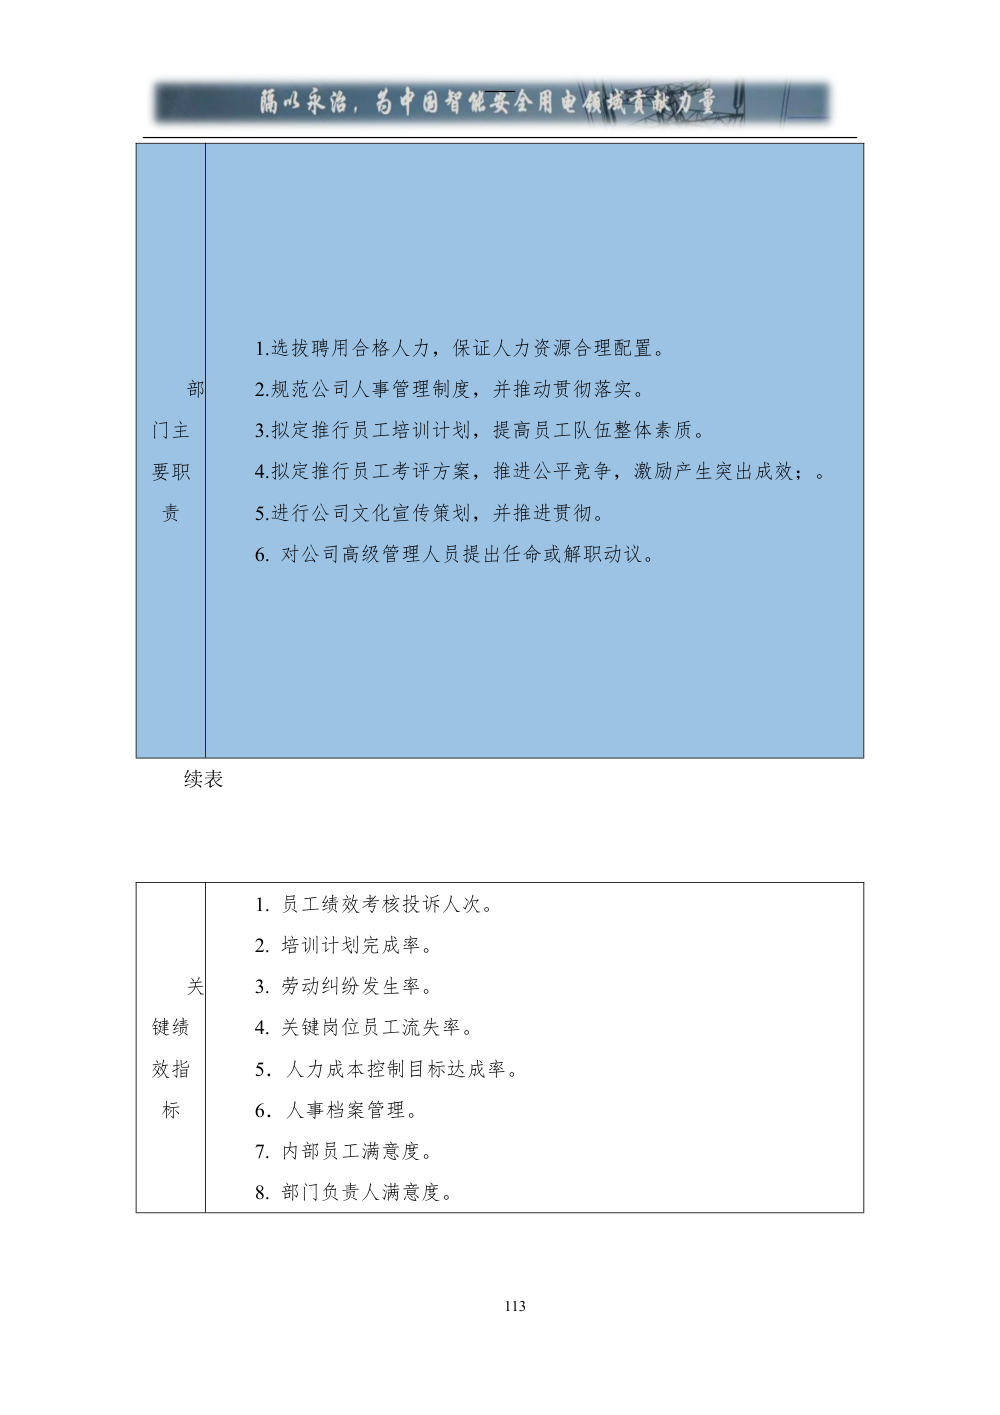 隔以永治，为中国智能安全用电领域贡献力量
部
门主
要职
责
1.选拔聘用合格人力，保证人力资源合理配置。
2.规范公司人事管理制度，并推动贯彻落实。
3.拟定推行员工培训计划，提高员工队伍整体素质。
4.拟定推行员工考评方案，推进公平竞争，激励产生突出成效；。
5.进行公司文化宣传策划，并推进贯彻。
6. 对公司高级管理人员提出任命或解职动议。
续表
关
键绩
效指
标
1. 员工绩效考核投诉人次。
2. 培训计划完成率。
3. 劳动纠纷发生率。
4. 关键岗位员工流失率。
5．人力成本控制目标达成率。
6．人事档案管理。
7. 内部员工满意度。
8. 部门负责人满意度。
113